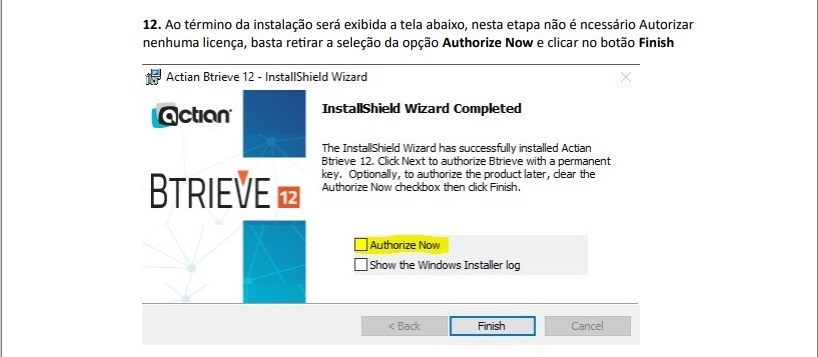 12. Ao término da instalação será exibida a tela abaixo, nesta etapa não é ncessário Autorizar
nenhuma licença, basta retirar a seleção da opção Authorize Now e clicar no botão Finish
Actian Btrieve 12 - InstallShield Wizard
Actian
InstallShield Wizard Completed
The InstallShield Wizard has successfully installed Actian
Btrieve 12. Click Next to authorize Btrieve with a permanent
key. Optionally, to authorize the product later, clear the
Authorize Now checkbox then click Finish.
BTRIEVE 12
Authorize Now
Show the Windows Installer log
< Back
Finish
Cancel